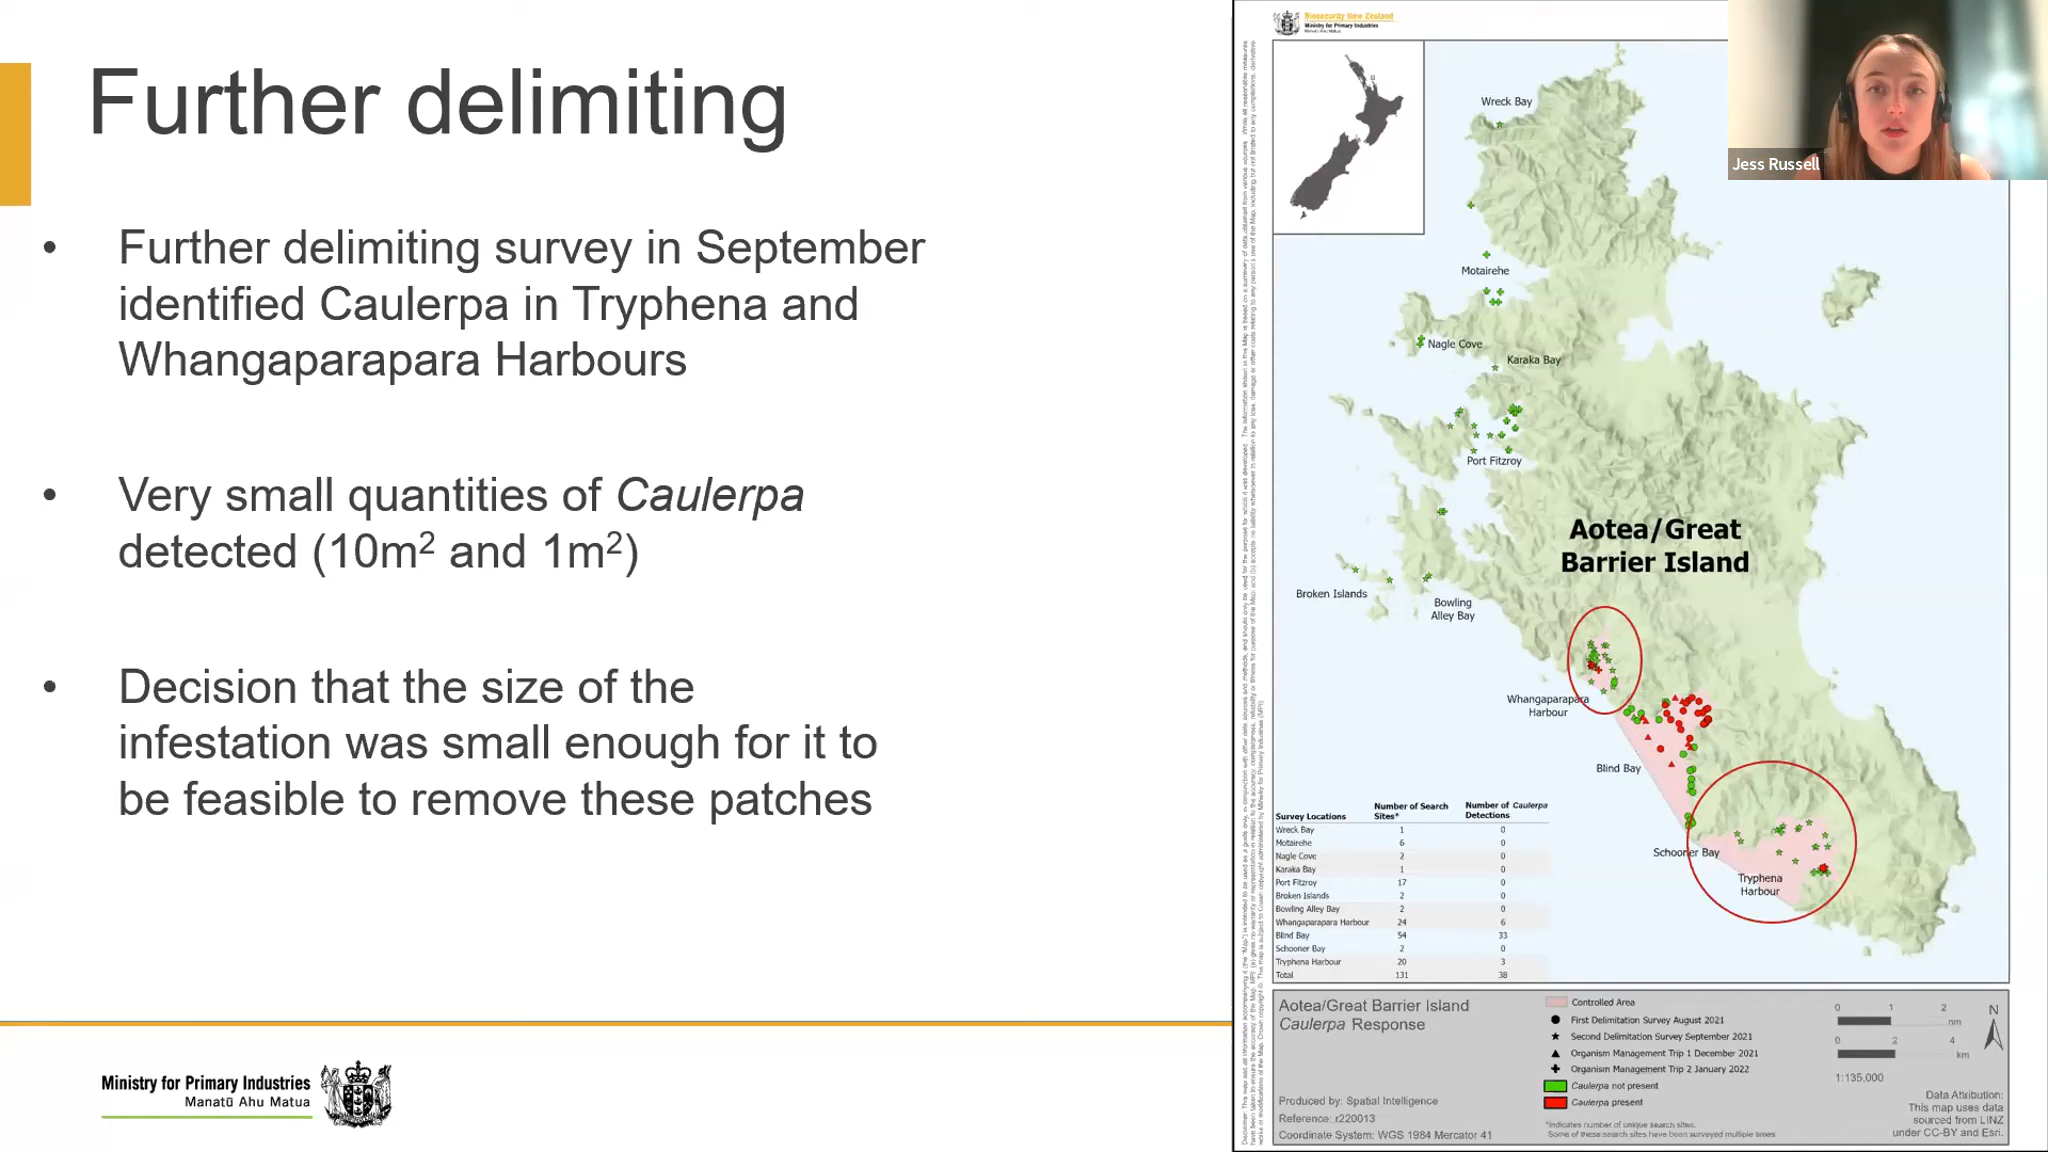 Further delimiting
• Further delimiting survey in September
identified Caulerpa in Tryphena and
Whangaparapara Harbours
• Very small quantities of Caulerpa
detected (10m² and 1m²)
• Decision that the size of the
infestation was small enough for it to
be feasible to remove these patches
Ministry for Primary Industries
Manatū Ahu Matua
Biosecurity New Zealand
Ministry for Primary Industries
Manatū Ahu Matua
Jess Russell
Wreck Bay
Motairehe
Nagle Cove
Karaka Bay
Port Fitzroy
Aotea/Great
Barrier Island
Broken Islands
Bowling
Alley Bay
Whangaparapara
Harbour
Blind Bay
Schooner Bay
Tryphena
Harbour
Survey Locations Number of Search Sites* Number of Caulerpa Detections
Wreck Bay 1 0
Motairehe 6 0
Nagle Cove 2 0
Karaka Bay 1 0
Port Fitzroy 17 0
Broken Islands 2 0
Bowling Alley Bay 2 0
Whangaparapara Harbour 24 6
Blind Bay 54 33
Schooner Bay 2 0
Tryphena Harbour 20 3
Total 131 38
Aotea/Great Barrier Island
Caulerpa Response
Produced by: Spatial Intelligence
Reference: r220013
Coordinate System: WGS 1984 Mercator 41
Controlled Area
First Delimitation Survey August 2021
Second Delimitation Survey September 2021
Organism Management Trip 1 December 2021
Organism Management Trip 2 January 2022
Caulerpa not present
Caulerpa present
*Indicates number of unique search sites.
Some of these search sites have been surveyed multiple times
0 1 2
nm
0 2 4
km
N
1:135,000
Data Attribution:
This map uses data
sourced from LINZ
under CC-BY and Esri.